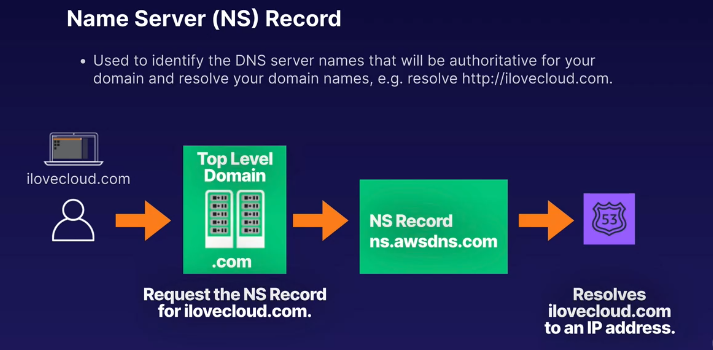 Name Server (NS) Record
• Used to identify the DNS server names that will be authoritative for your
domain and resolve your domain names, e.g. resolve http://ilovecloud.com.
ilovecloud.com
Top Level
Domain
.com
NS Record
ns.awsdns.com
53
Request the NS Record
for ilovecloud.com.
Resolves
ilovecloud.com
to an IP address.